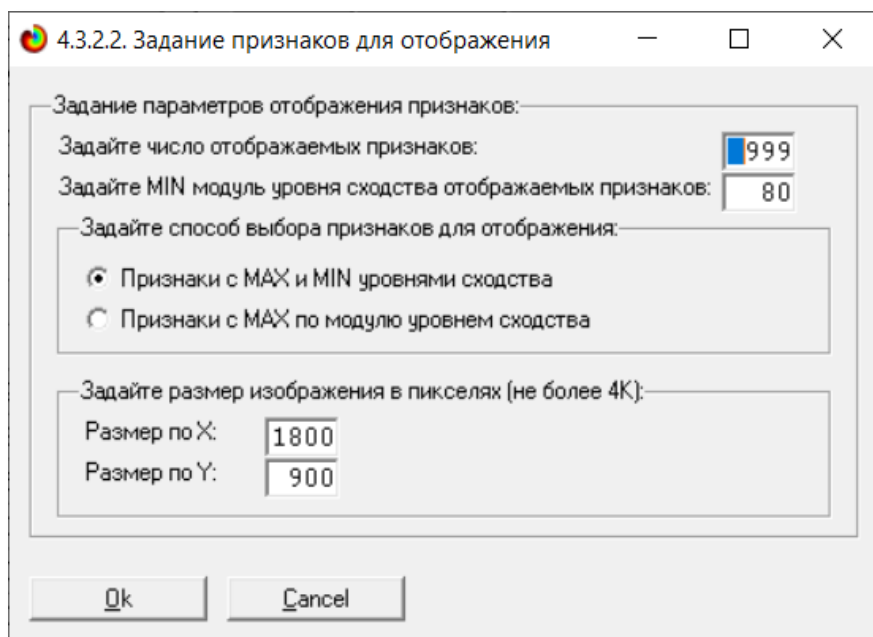 4.3.2.2. Задание признаков для отображения
Задание параметров отображения признаков:
Задайте число отображаемых признаков: 999
Задайте MIN модуль уровня сходства отображаемых признаков: 80
Задайте способ выбора признаков для отображения:
Признаки с MAX и MIN уровнями сходства
Признаки с MAX по модулю уровнем сходства
Задайте размер изображения в пикселях (не более 4K):
Размер по X: 1800
Размер по Y: 900
Ok Cancel